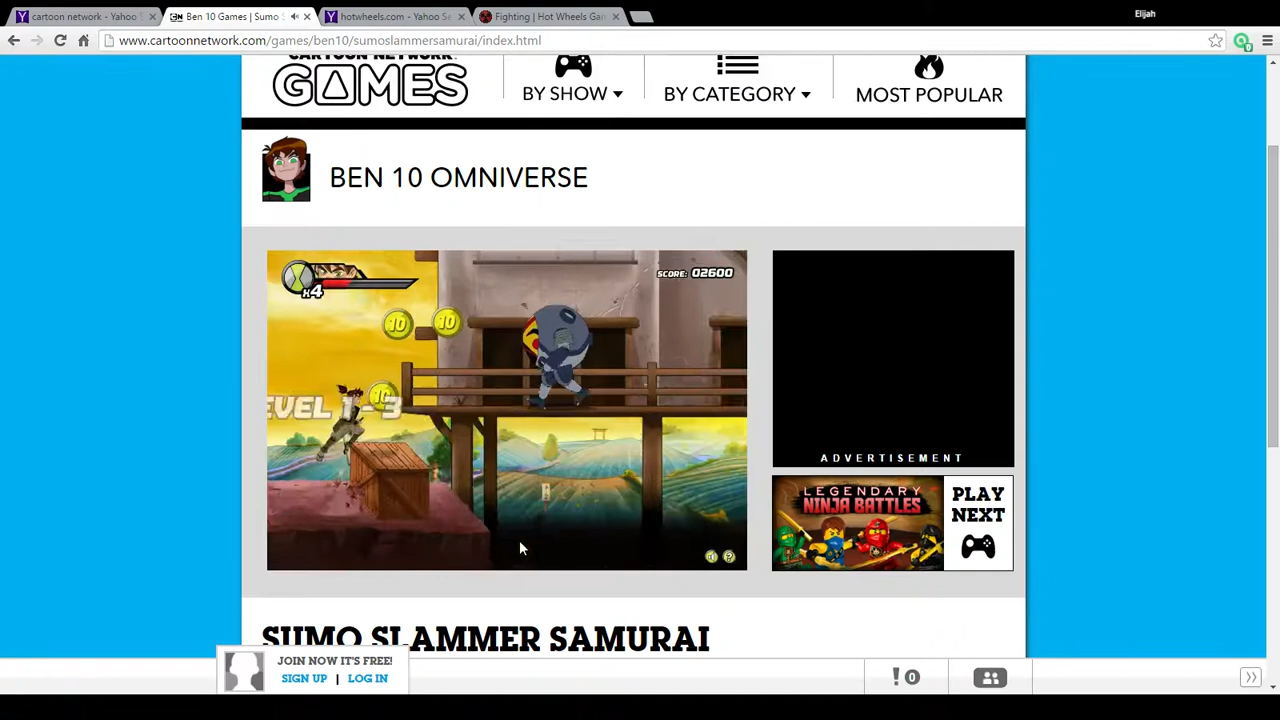 cartoon network - Yahoo S
Ben 10 Games | Sumo S
hotwheels.com - Yahoo Se
Fighting | Hot Wheels Gam
Elijah
www.cartoonnetwork.com/games/ben10/sumoslammersamurai/index.html
CARTOON NETWORK
GAMES
BY SHOW
BY CATEGORY
MOST POPULAR
BEN 10 OMNIVERSE
x4
SCORE: 02600
10
10
10
EVEL 1 - 3
ADVERTISEMENT
LEGENDARY
NINJA BATTLES
PLAY
NEXT
SUMO SLAMMER SAMURAI
JOIN NOW IT'S FREE!
SIGN UP | LOG IN
! 0